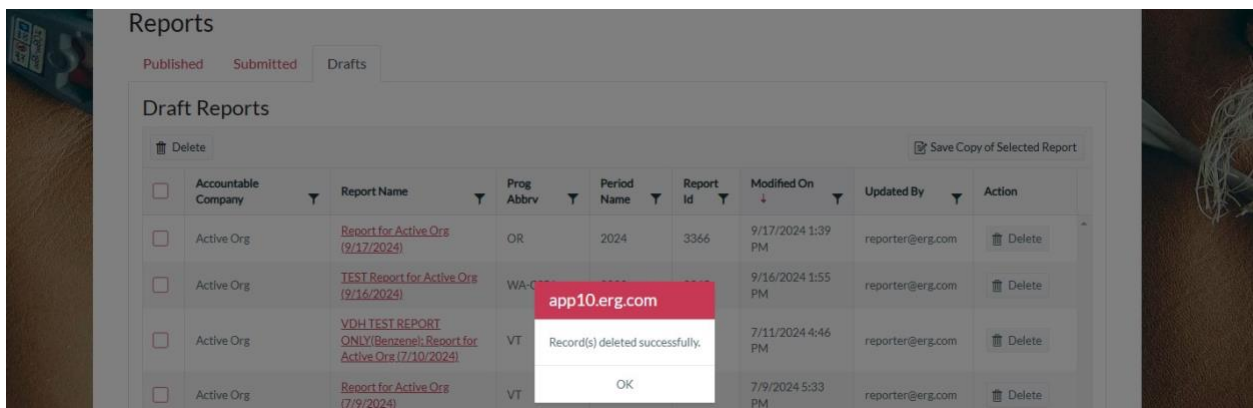 Reports
Published Submitted Drafts
Draft Reports
Delete Save Copy of Selected Report
Accountable Company Report Name Prog Abbrv Period Name Report Id Modified On Updated By Action
Active Org Report for Active Org (9/17/2024) OR 2024 3366 9/17/2024 1:39 PM reporter@erg.com Delete
Active Org TEST Report for Active Org (9/16/2024) 9/16/2024 1:55 PM reporter@erg.com Delete
Active Org VDH TEST REPORT ONLY(Benzene); Report for Active Org (7/10/2024) VT 7/11/2024 4:46 PM reporter@erg.com Delete
Active Org Report for Active Org (7/9/2024) VT 7/9/2024 5:33 PM reporter@erg.com Delete
app10.erg.com
Record(s) deleted successfully.
OK